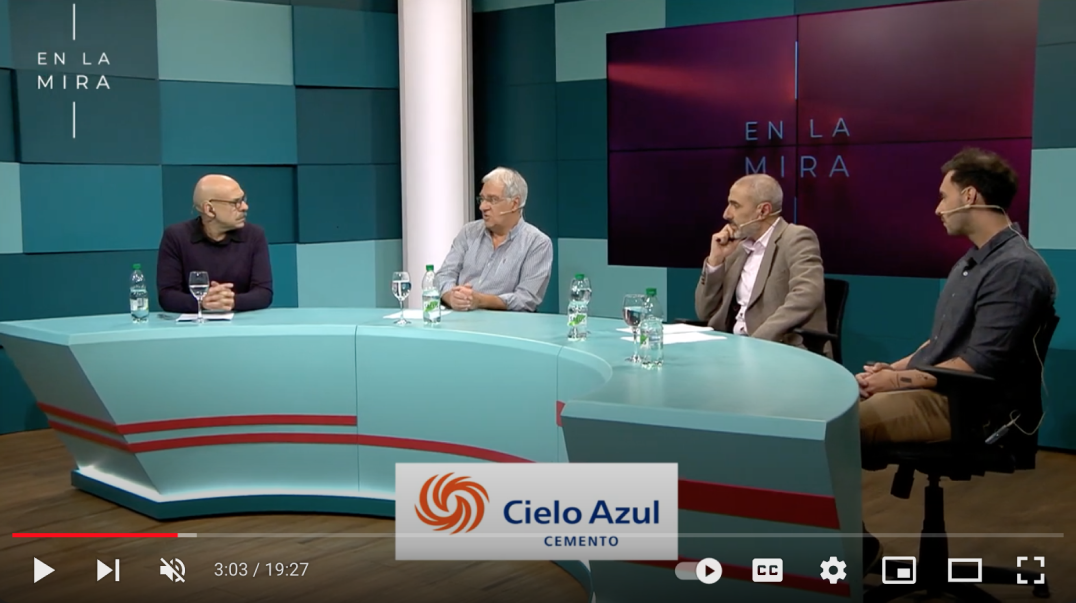 EN LA
MIRA
EN LA
MIRA
Cielo Azul
CEMENTO
3:03 / 19:27
CC